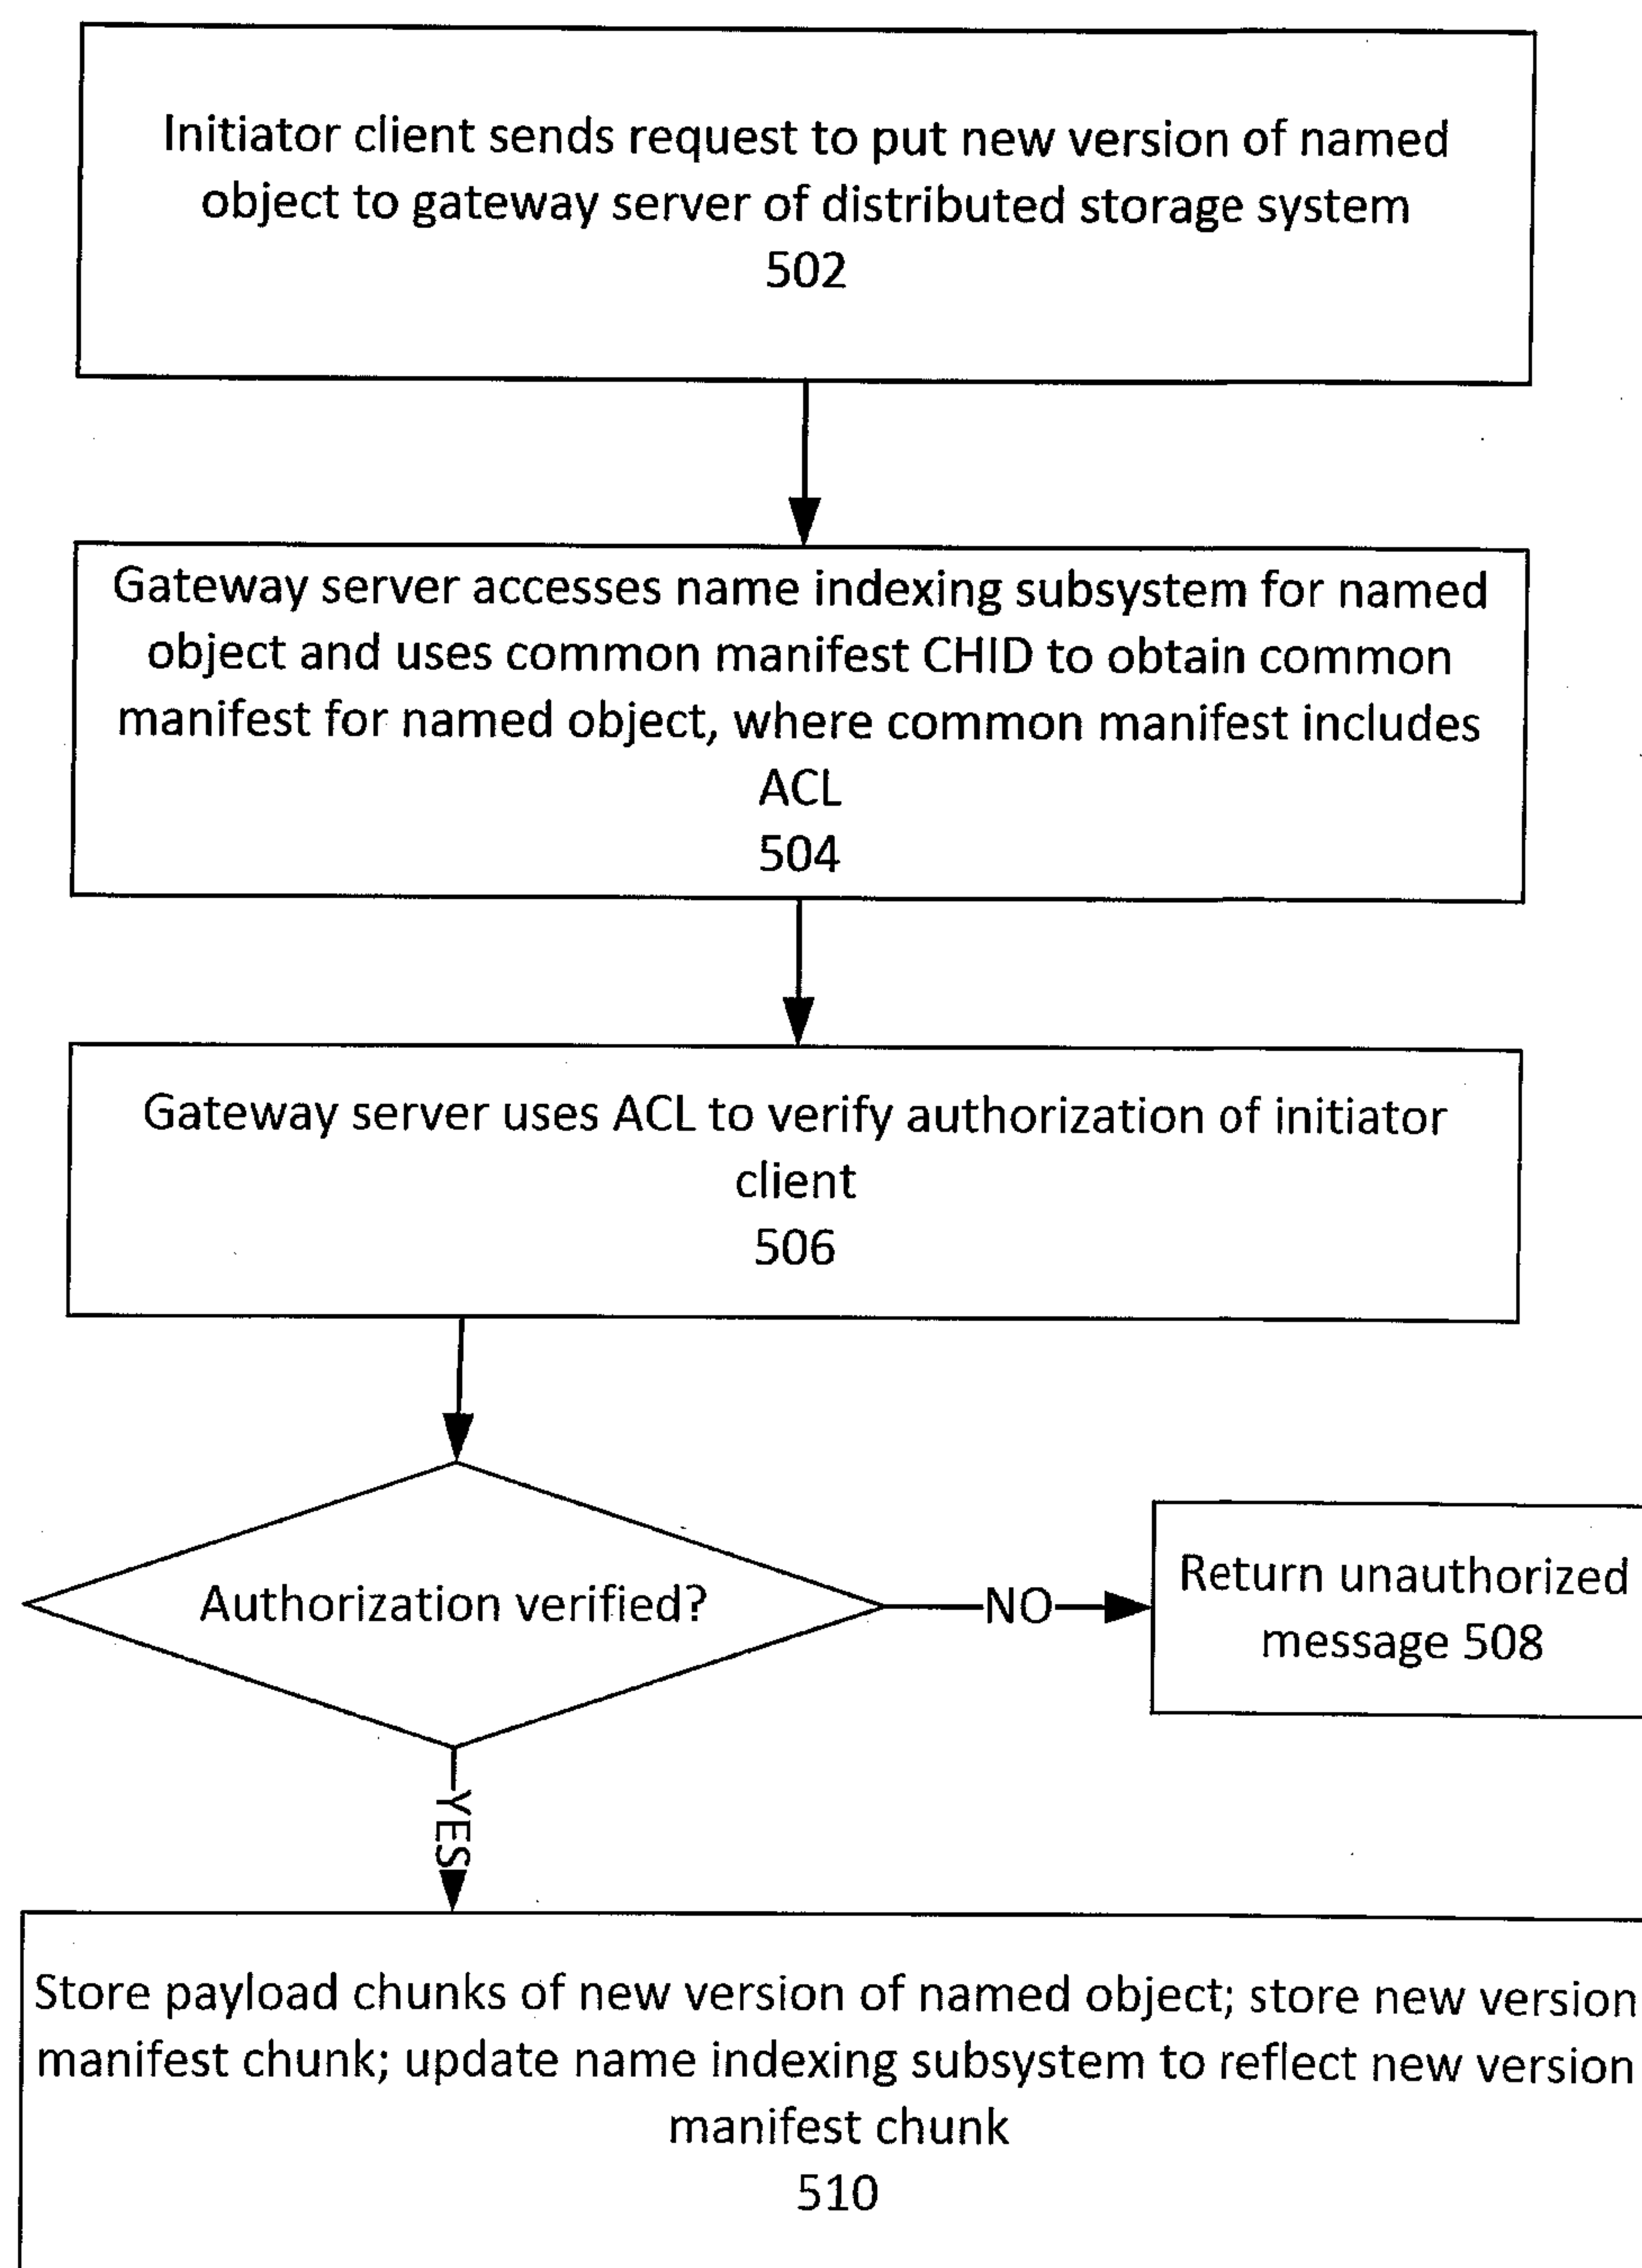 Initiator client sends request to put new version of named
object to gateway server of distributed storage system
502
Gateway server accesses name indexing subsystem for named
object and uses common manifest CHID to obtain common
manifest for named object, where common manifest includes
ACL
504
Gateway server uses ACL to verify authorization of initiator
client
506
Authorization verified?
NO
Return unauthorized
message 508
YES
Store payload chunks of new version of named object; store new version
manifest chunk; update name indexing subsystem to reflect new version
manifest chunk
510